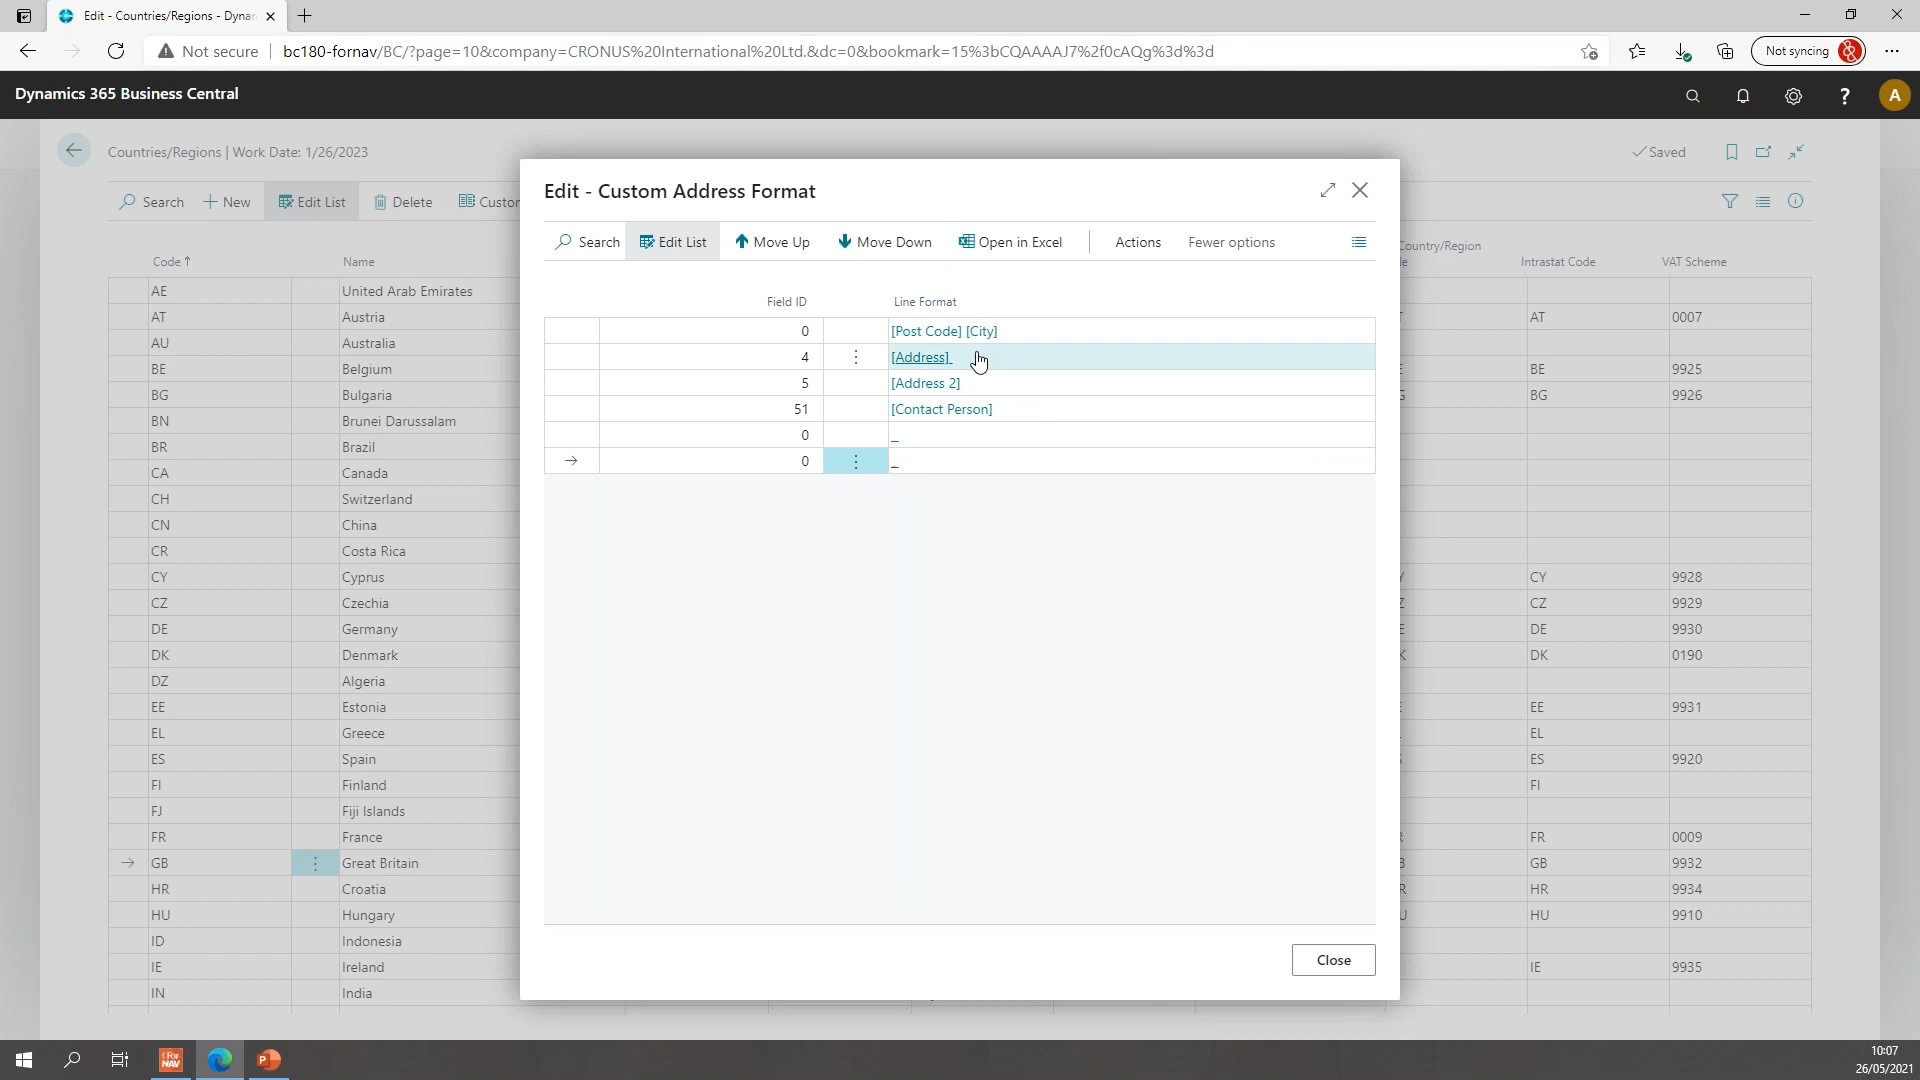 Edit - Countries/Regions - Dynan
Not secure bc180-fornav/BC/?page=10&company=CRONUS%20International%20Ltd.&dc=0&bookmark=15%3bCQAAAAJ7%2f0cAQg%3d%3d Not syncing
Dynamics 365 Business Central ? A
Countries/Regions | Work Date: 1/26/2023 Saved
Search New Edit List Delete Custon
Code Name Country/Region Intrastat Code VAT Scheme
Edit - Custom Address Format
Search Edit List Move Up Move Down Open in Excel Actions Fewer options
Field ID Line Format
0 [Post Code] [City]
4 [Address]
5 [Address 2]
51 [Contact Person]
0 _
0 _
Close
AE United Arab Emirates
AT Austria AT 0007
AU Australia
BE Belgium BE 9925
BG Bulgaria BG 9926
BN Brunei Darussalam
BR Brazil
CA Canada
CH Switzerland
CN China
CR Costa Rica
CY Cyprus CY 9928
CZ Czechia CZ 9929
DE Germany DE 9930
DK Denmark DK 0190
DZ Algeria
EE Estonia EE 9931
EL Greece EL
ES Spain ES 9920
FI Finland FI
FJ Fiji Islands
FR France FR 0009
GB Great Britain GB 9932
HR Croatia HR 9934
HU Hungary HU 9910
ID Indonesia
IE Ireland IE 9935
IN India
ForNAV P 10:07
26/05/2021